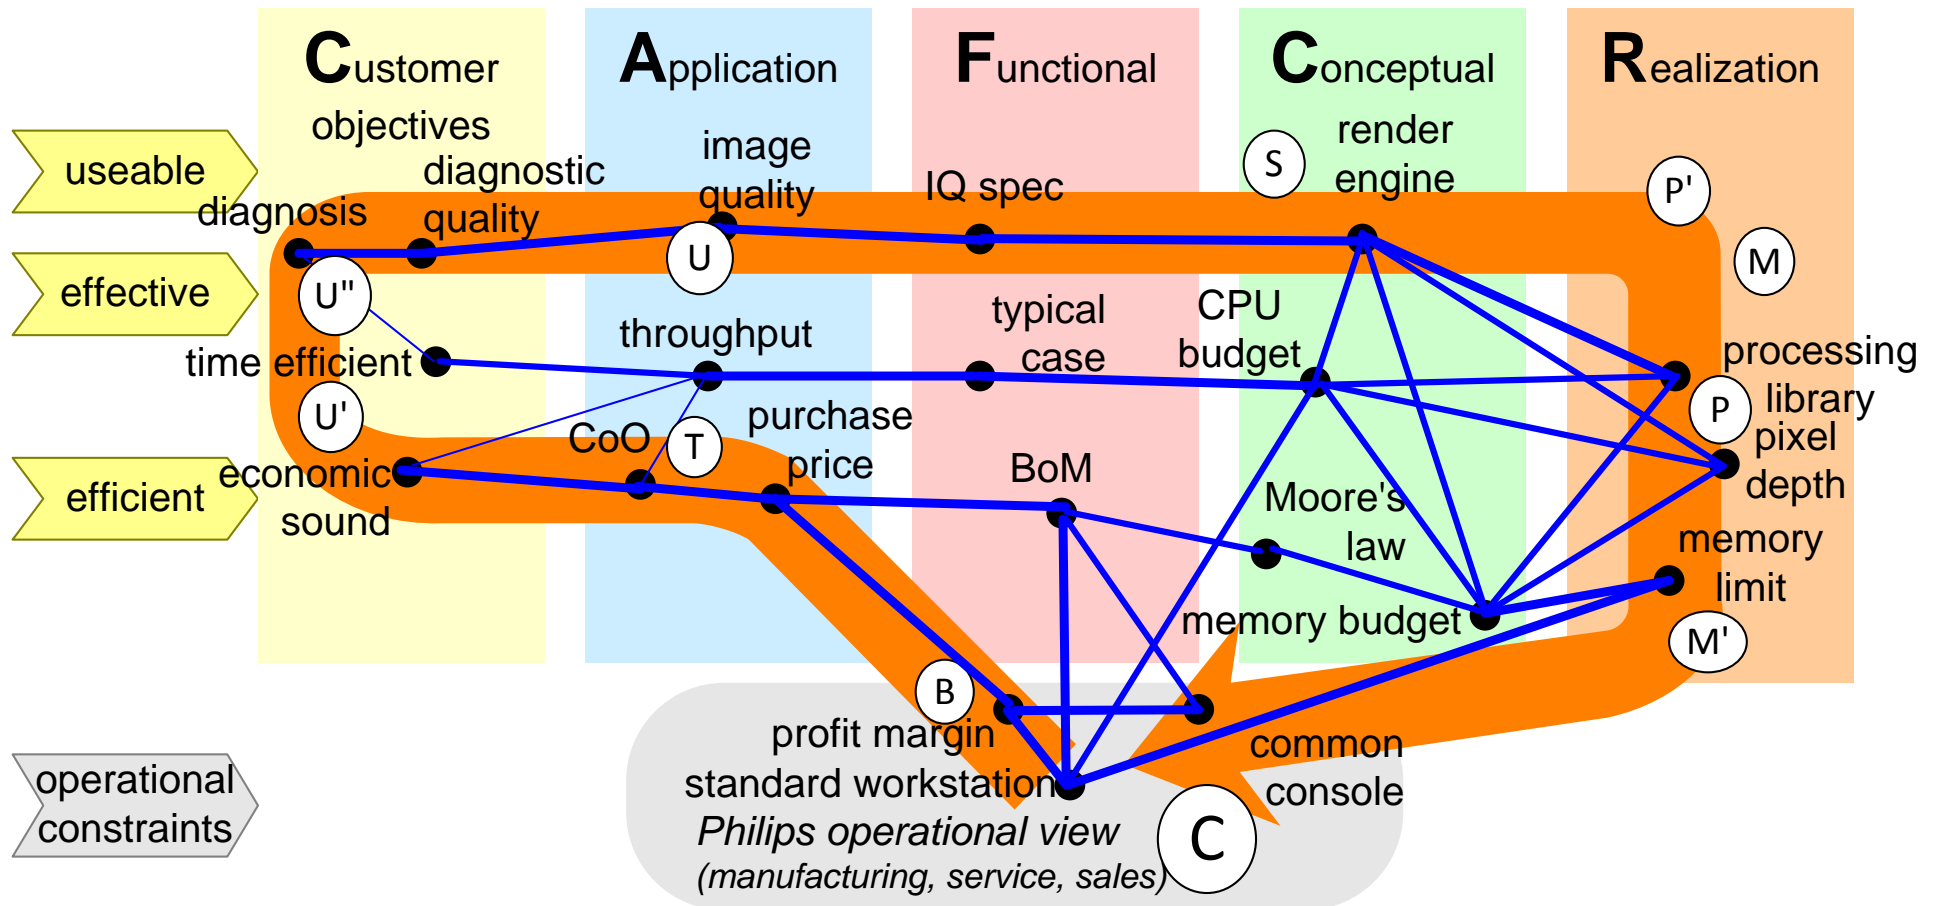 Customer
objectives
Application
Functional
Conceptual
Realization
useable
effective
efficient
operational
constraints
diagnosis
diagnostic
quality
image
quality
IQ spec
render
engine
S
P'
M
U
U"
time efficient
throughput
typical
case
CPU
budget
processing
library
P
pixel
depth
U'
economic
sound
CoO
T
purchase
price
BoM
Moore's
law
memory
limit
memory budget
M'
B
profit margin
standard workstation
common
console
C
Philips operational view
(manufacturing, service, sales)